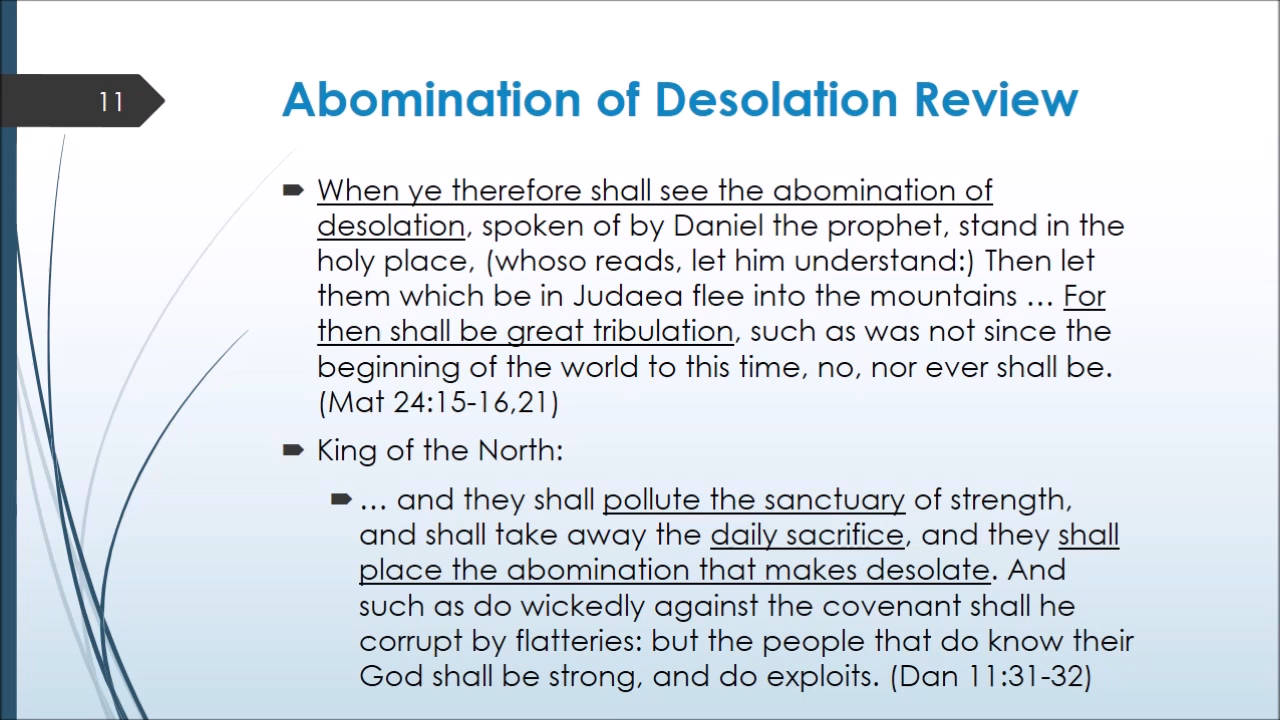 11
Abomination of Desolation Review
When ye therefore shall see the abomination of
desolation, spoken of by Daniel the prophet, stand in the
holy place, (whoso reads, let him understand:) Then let
them which be in Judaea flee into the mountains … For
then shall be great tribulation, such as was not since the
beginning of the world to this time, no, nor ever shall be.
(Mat 24:15-16,21)
King of the North:
… and they shall pollute the sanctuary of strength,
and shall take away the daily sacrifice, and they shall
place the abomination that makes desolate. And
such as do wickedly against the covenant shall he
corrupt by flatteries: but the people that do know their
God shall be strong, and do exploits. (Dan 11:31-32)